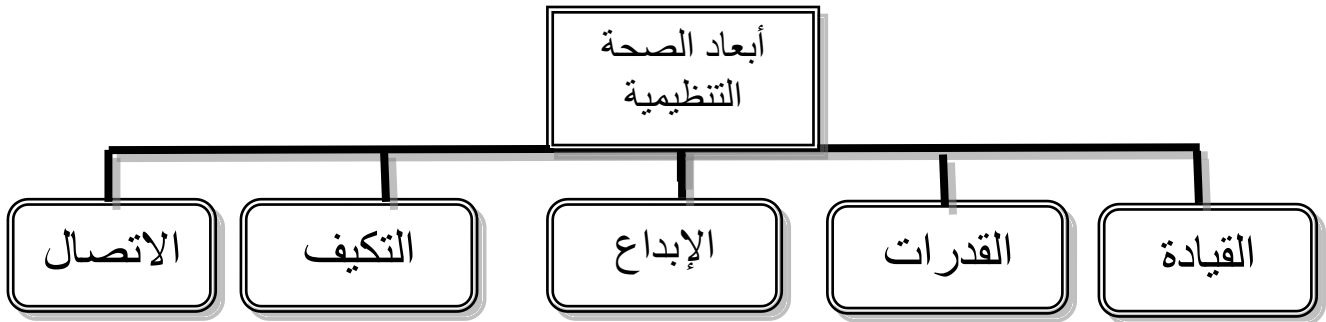 أبعاد الصحة
التنظيمية
القيادة
القدرات
الإبداع
التكيف
الاتصال